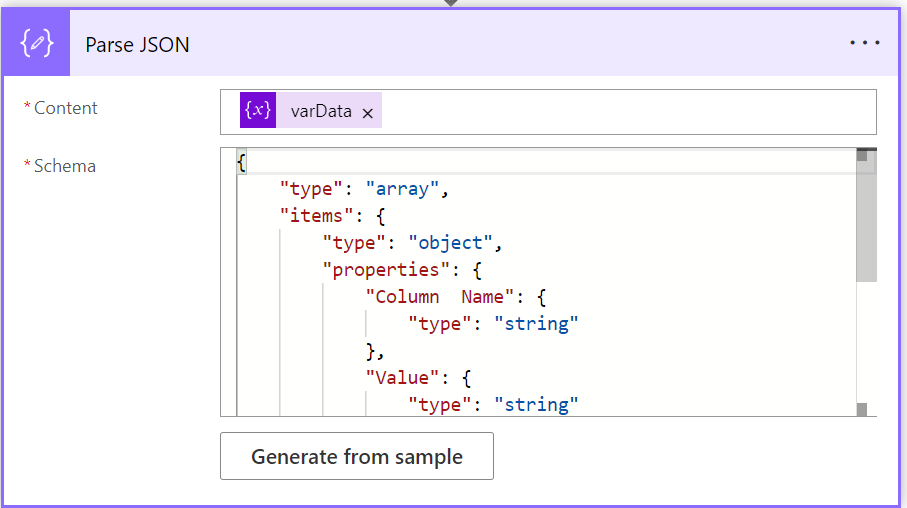 Parse JSON
* Content
{x} varData ×
* Schema
{
"type": "array",
"items": {
"type": "object",
"properties": {
"Column  Name": {
"type": "string"
},
"Value": {
"type": "string"
Generate from sample